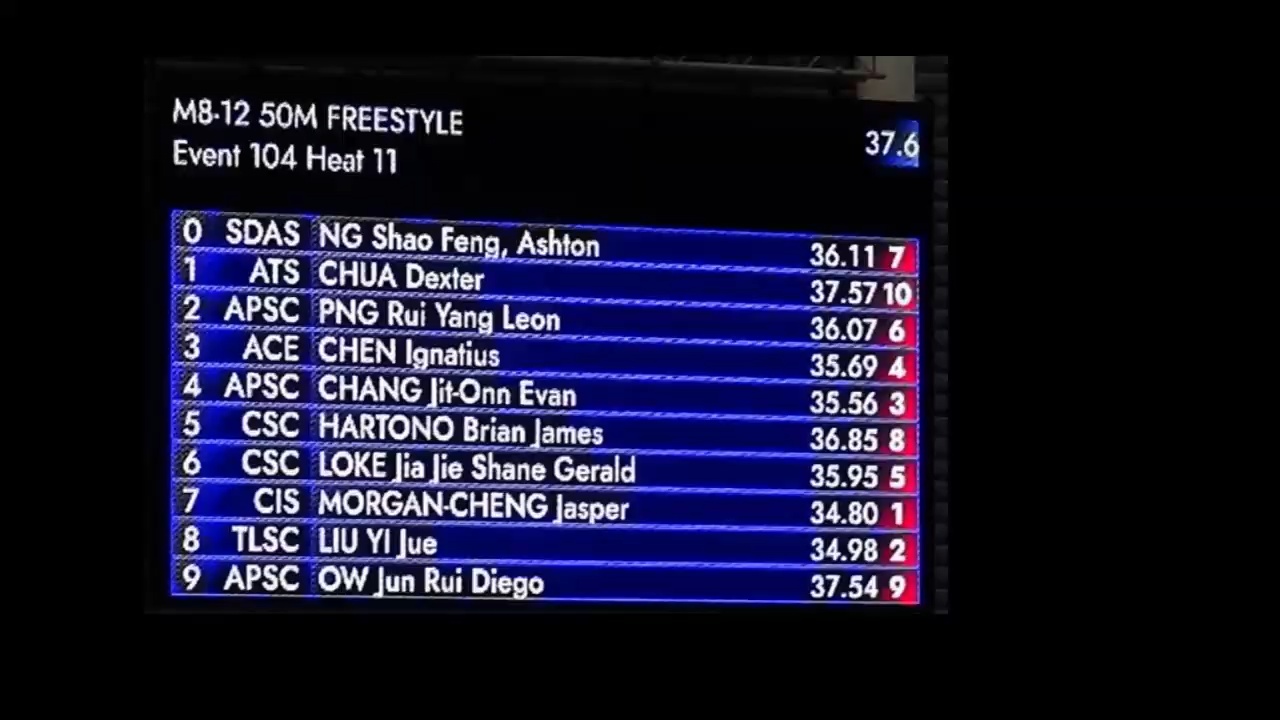 M8-12 50M FREESTYLE
37.6
Event 104 Heat 11
0 SDAS NG Shao Feng, Ashton 36.11 7
1 ATS CHUA Dexter 37.57 10
2 APSC PNG Rui Yang Leon 36.07 6
3 ACE CHEN Ignatius 35.69 4
4 APSC CHANG Jit-Onn Evan 35.56 3
5 CSC HARTONO Brian James 36.85 8
6 CSC LOKE Jia Jie Shane Gerald 35.95 5
7 CIS MORGAN-CHENG Jasper 34.80 1
8 TLSC LIU YI Jue 34.98 2
9 APSC OW Jun Rui Diego 37.54 9